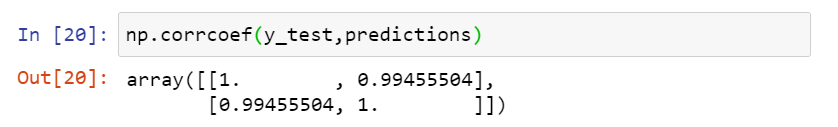 In [20]: np.corrcoef(y_test,predictions)
Out[20]: array([[1.        , 0.99455504],
       [0.99455504, 1.        ]])